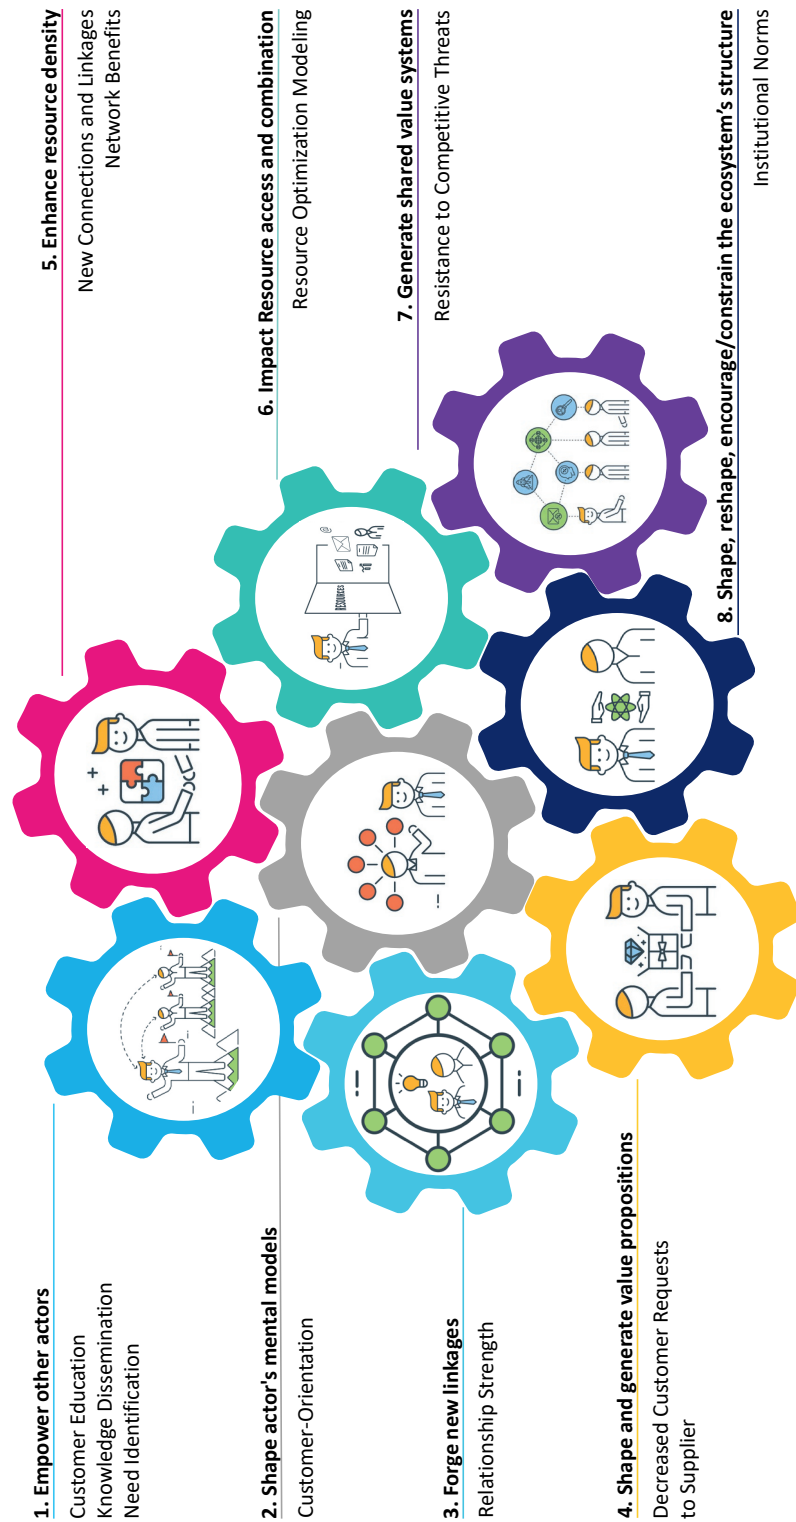 1. Empower other actors
Customer Education
Knowledge Dissemination
Need Identification
2. Shape actor's mental models
Customer-Orientation
3. Forge new linkages
Relationship Strength
4. Shape and generate value propositions
Decreased Customer Requests
to Supplier
5. Enhance resource density
New Connections and Linkages
Network Benefits
6. Impact Resource access and combination
Resource Optimization Modeling
RESOURCES
7. Generate shared value systems
Resistance to Competitive Threats
8. Shape, reshape, encourage/constrain the ecosystem's structure
Institutional Norms